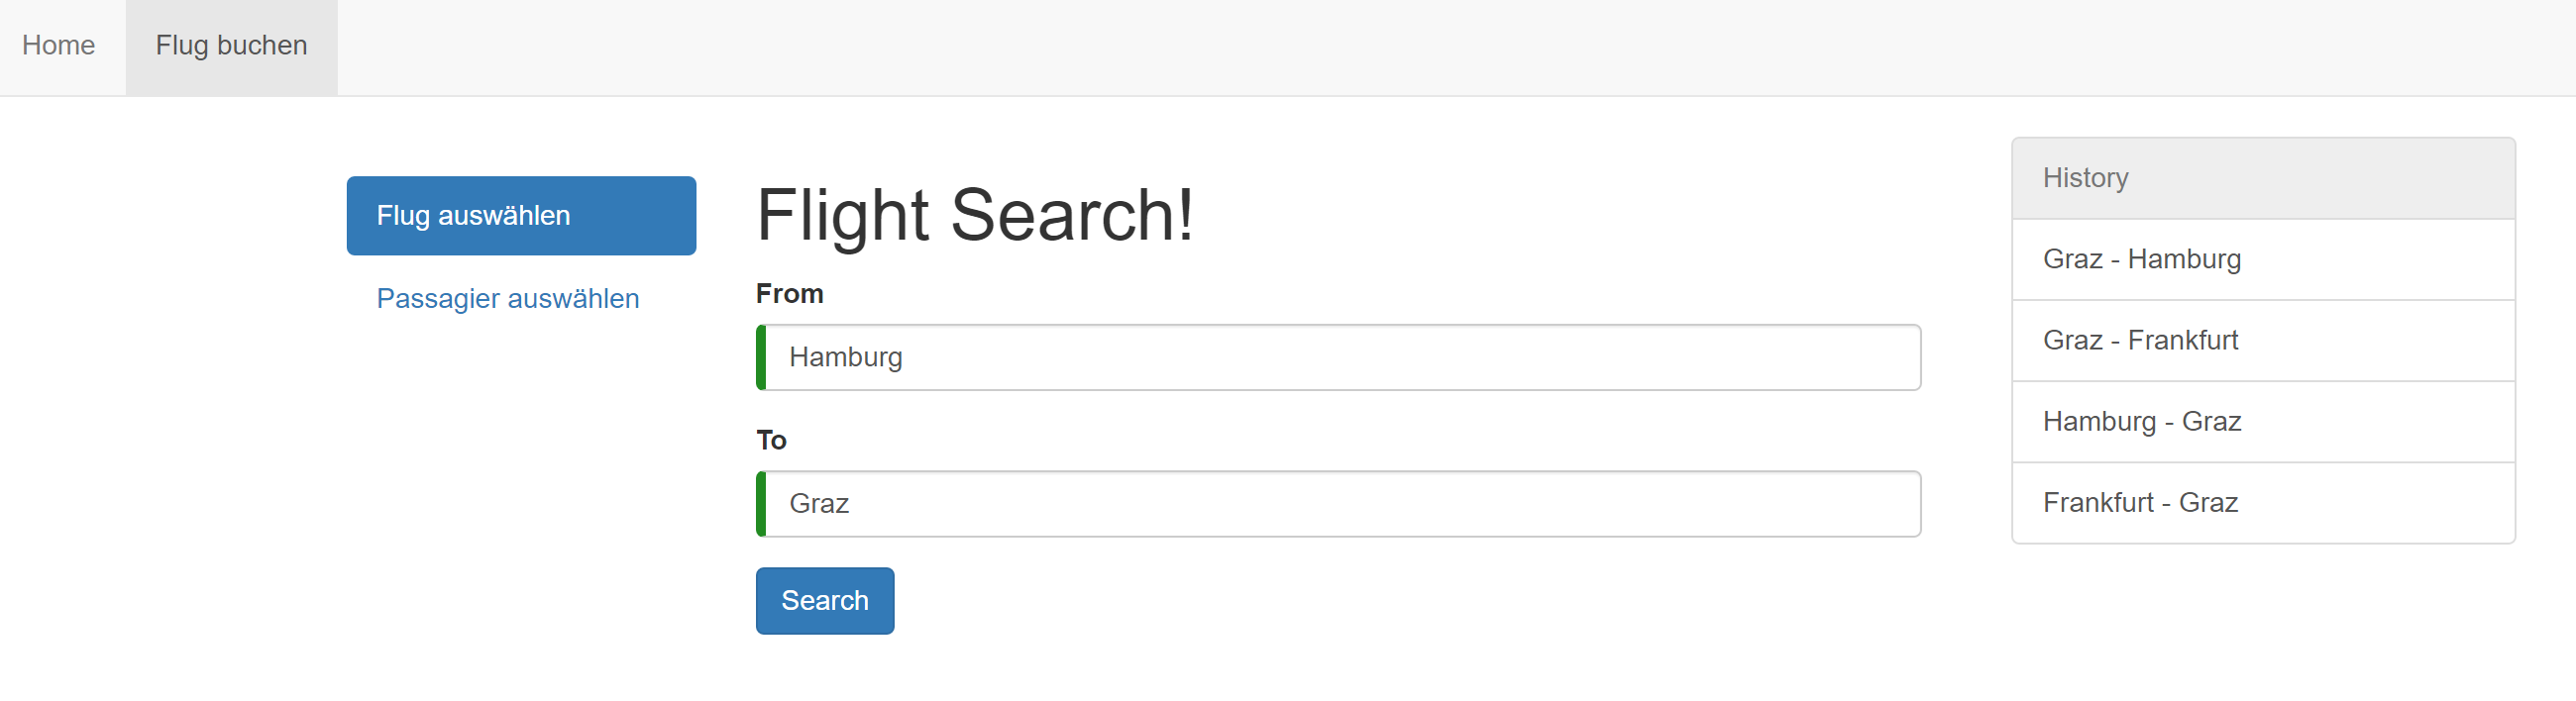 Home
Flug buchen
Flug auswählen
Passagier auswählen
Flight Search!
From
Hamburg
To
Graz
Search
History
Graz - Hamburg
Graz - Frankfurt
Hamburg - Graz
Frankfurt - Graz